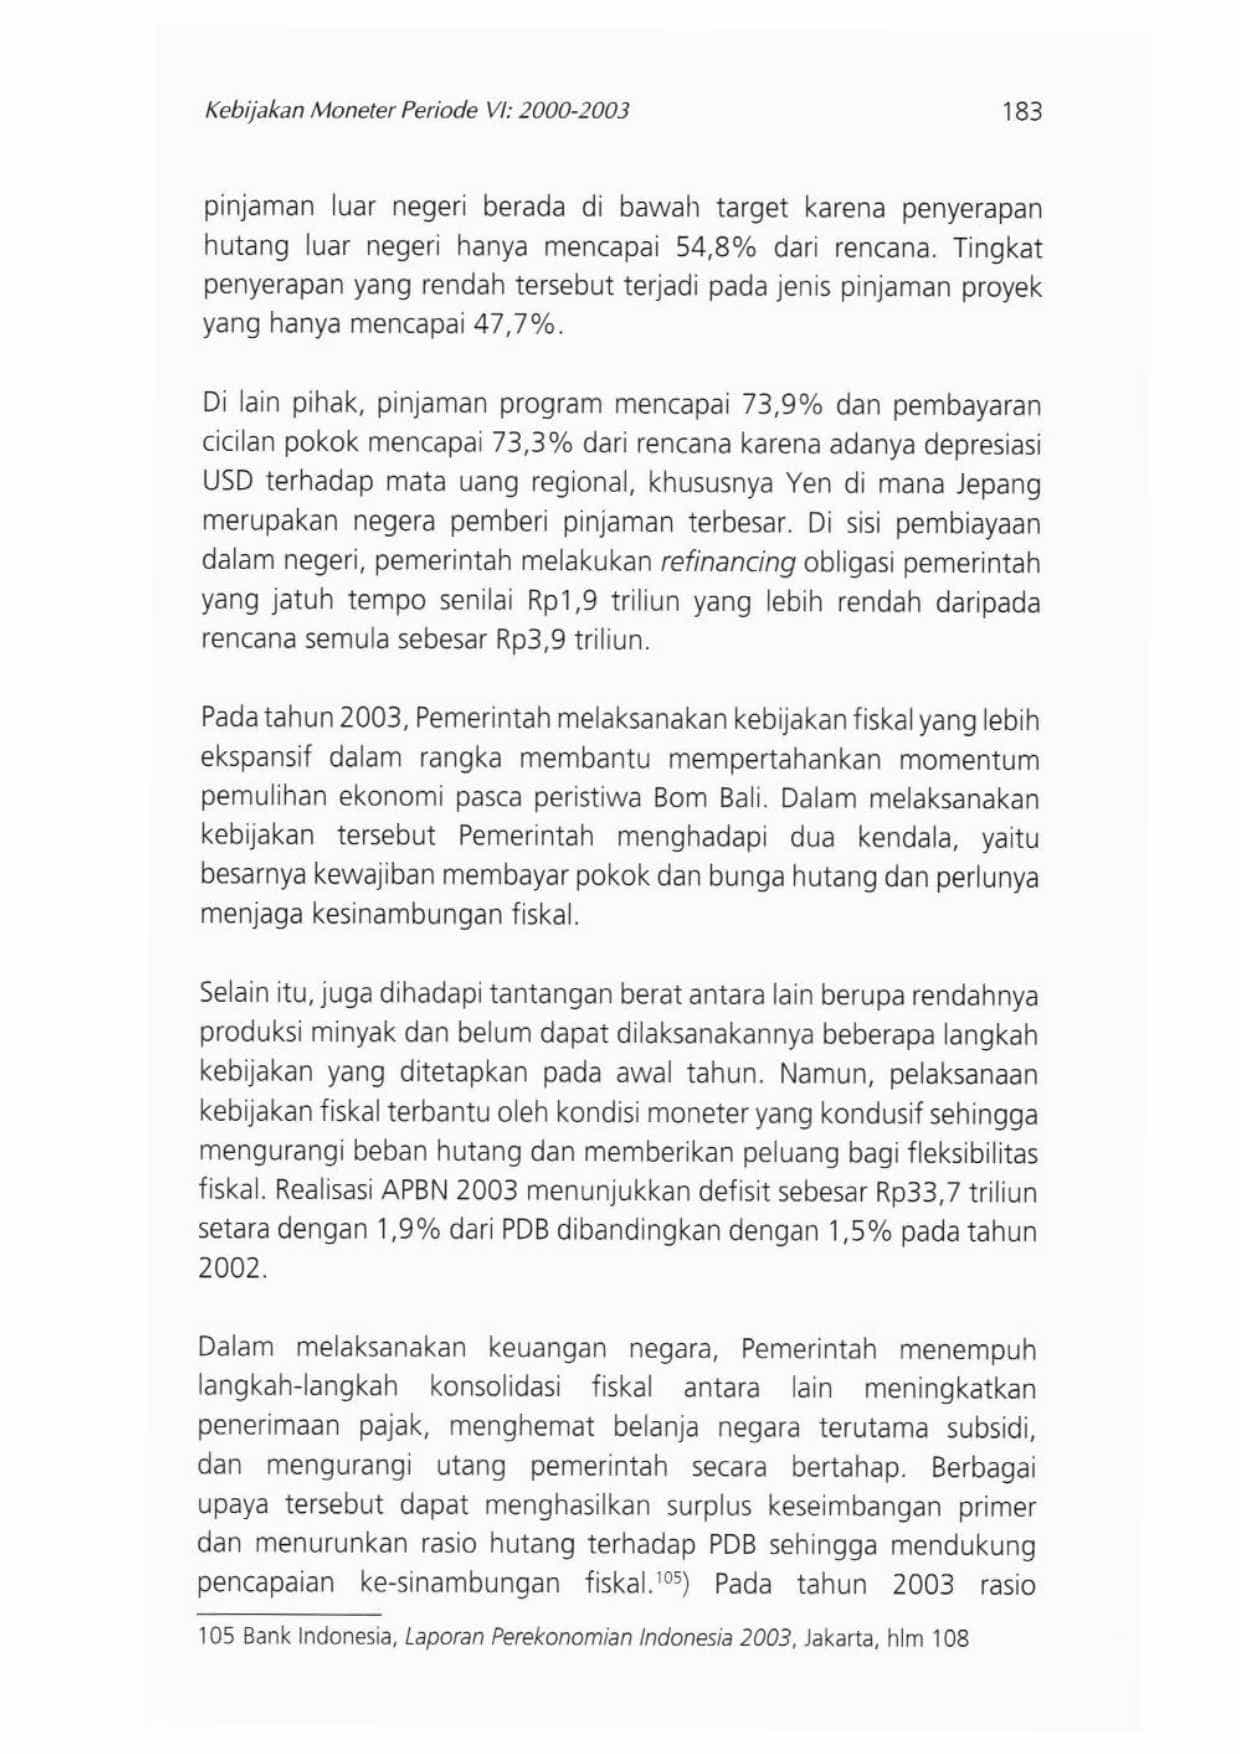 Kebijakan Moneter Periode VI: 2000-2003 183
pinjaman luar negeri berada di bawah target karena penyerapan
hutang luar negeri hanya mencapai 54,8% dari rencana. Tingkat
penyerapan yang rendah tersebut terjadi pada jenis pinjaman proyek
yang hanya mencapai 47,7%.
Di lain pihak, pinjaman program mencapai 73,9% dan pembayaran
cicilan pokok mencapai 73,3% dari rencana karena adanya depresiasi
USD terhadap mata uang regional, khususnya Yen di mana Jepang
merupakan negera pemberi pinjaman terbesar. Di sisi pembiayaan
dalam negeri, pemerintah melakukan refinancing obligasi pemerintah
yang jatuh tempo senilai Rp1,9 triliun yang lebih rendah daripada
rencana semula sebesar Rp3,9 triliun.
Pada tahun 2003, Pemerintah melaksanakan kebijakan fiskal yang lebih
ekspansif dalam rangka membantu mempertahankan momentum
pemulihan ekonomi pasca peristiwa Bom Bali. Dalam melaksanakan
kebijakan tersebut Pemerintah menghadapi dua kendala, yaitu
besarnya kewajiban membayar pokok dan bunga hutang dan perlunya
menjaga kesinambungan fiskal.
Selain itu, juga dihadapi tantangan berat antara lain berupa rendahnya
produksi minyak dan belum dapat dilaksanakannya beberapa langkah
kebijakan yang ditetapkan pada awal tahun. Namun, pelaksanaan
kebijakan fiskal terbantu oleh kondisi moneter yang kondusif sehingga
mengurangi beban hutang dan memberikan peluang bagi fleksibilitas
fiskal. Realisasi APBN 2003 menunjukkan defisit sebesar Rp33,7 triliun
setara dengan 1,9% dari PDB dibandingkan dengan 1,5% pada tahun
2002.
Dalam melaksanakan keuangan negara, Pemerintah menempuh
langkah-langkah konsolidasi fiskal antara lain meningkatkan
penerimaan pajak, menghemat belanja negara terutama subsidi,
dan mengurangi utang pemerintah secara bertahap. Berbagai
upaya tersebut dapat menghasilkan surplus keseimbangan primer
dan menurunkan rasio hutang terhadap PDB sehingga mendukung
pencapaian ke-sinambungan fiskal.¹⁰⁵) Pada tahun 2003 rasio
105 Bank Indonesia, Laporan Perekonomian Indonesia 2003, Jakarta, hlm 108